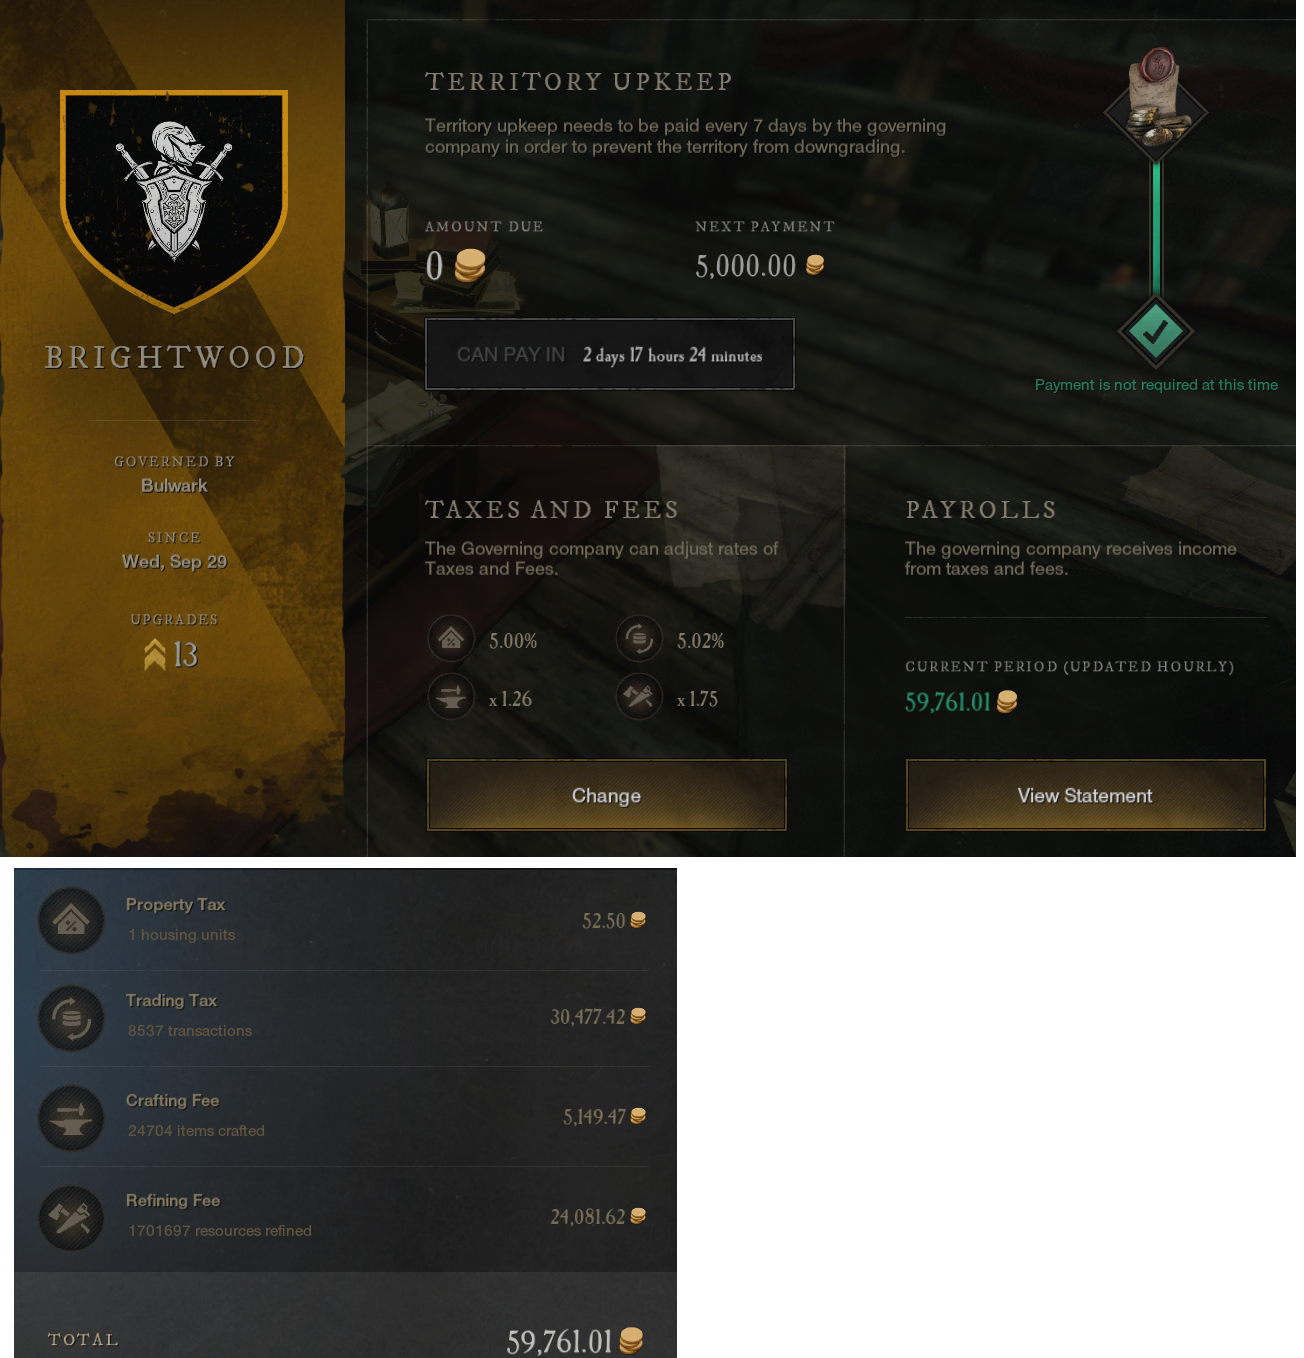 BRIGHTWOOD
GOVERNED BY
Bulwark
SINCE
Wed, Sep 29
UPGRADES
13
TERRITORY UPKEEP
Territory upkeep needs to be paid every 7 days by the governing
company in order to prevent the territory from downgrading.
AMOUNT DUE
0
NEXT PAYMENT
5,000.00
CAN PAY IN 2 days 17 hours 24 minutes
Payment is not required at this time
TAXES AND FEES
The Governing company can adjust rates of
Taxes and Fees.
5.00%
5.02%
x 1.26
x 1.75
Change
PAYROLLS
The governing company receives income
from taxes and fees.
CURRENT PERIOD (UPDATED HOURLY)
59,761.01
View Statement
Property Tax
1 housing units
52.50
Trading Tax
8537 transactions
30,477.42
Crafting Fee
24704 items crafted
5,149.47
Refining Fee
1701697 resources refined
24,081.62
TOTAL
59,761.01